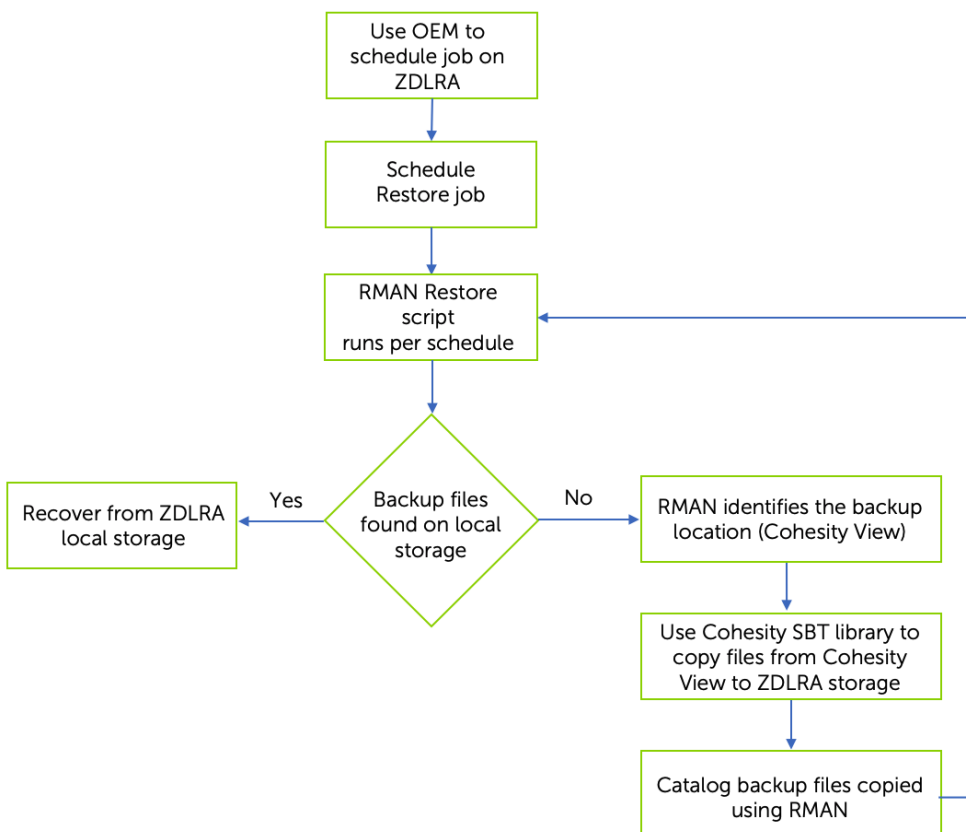 Use OEM to
schedule job on
ZDLRA
Schedule
Restore job
RMAN Restore
script
runs per schedule
Backup files
found on local
storage
Yes
No
Recover from ZDLRA
local storage
RMAN identifies the backup
location (Cohesity View)
Use Cohesity SBT library to
copy files from Cohesity
View to ZDLRA storage
Catalog backup files copied
using RMAN